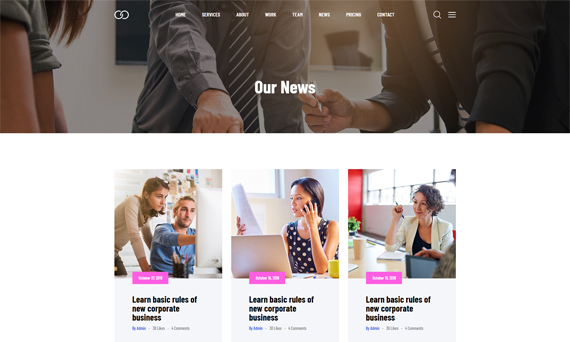 HOME SERVICES ABOUT WORK TEAM NEWS PRICING CONTACT
Our News
October 27, 2018
October 16, 2018
October 15, 2018
Learn basic rules of
new corporate
business
By Admin - 30 Likes - 4 Comments
Learn basic rules of
new corporate
business
By Admin - 30 Likes - 4 Comments
Learn basic rules of
new corporate
business
By Admin - 30 Likes - 4 Comments